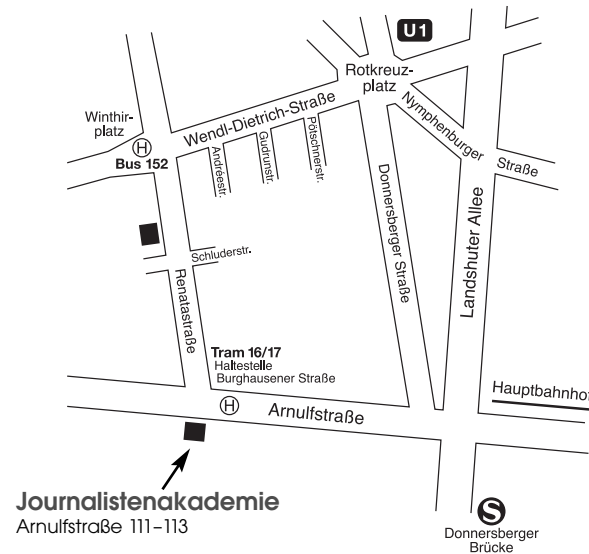 U1
Rotkreuz-
platz
Winthir-
platz
H
Bus 152
Wendl-Dietrich-Straße
Andréestr.
Gudrunstr.
Pötschnerstr.
Nymphenburger
Straße
Donnersberger Straße
Landshuter Allee
Schluderstr.
Renatastraße
Tram 16/17
Haltestelle
Burghausener Straße
H
Arnulfstraße
Hauptbahnhof
Journalistenakademie
Arnulfstraße 111–113
S
Donnersberger
Brücke